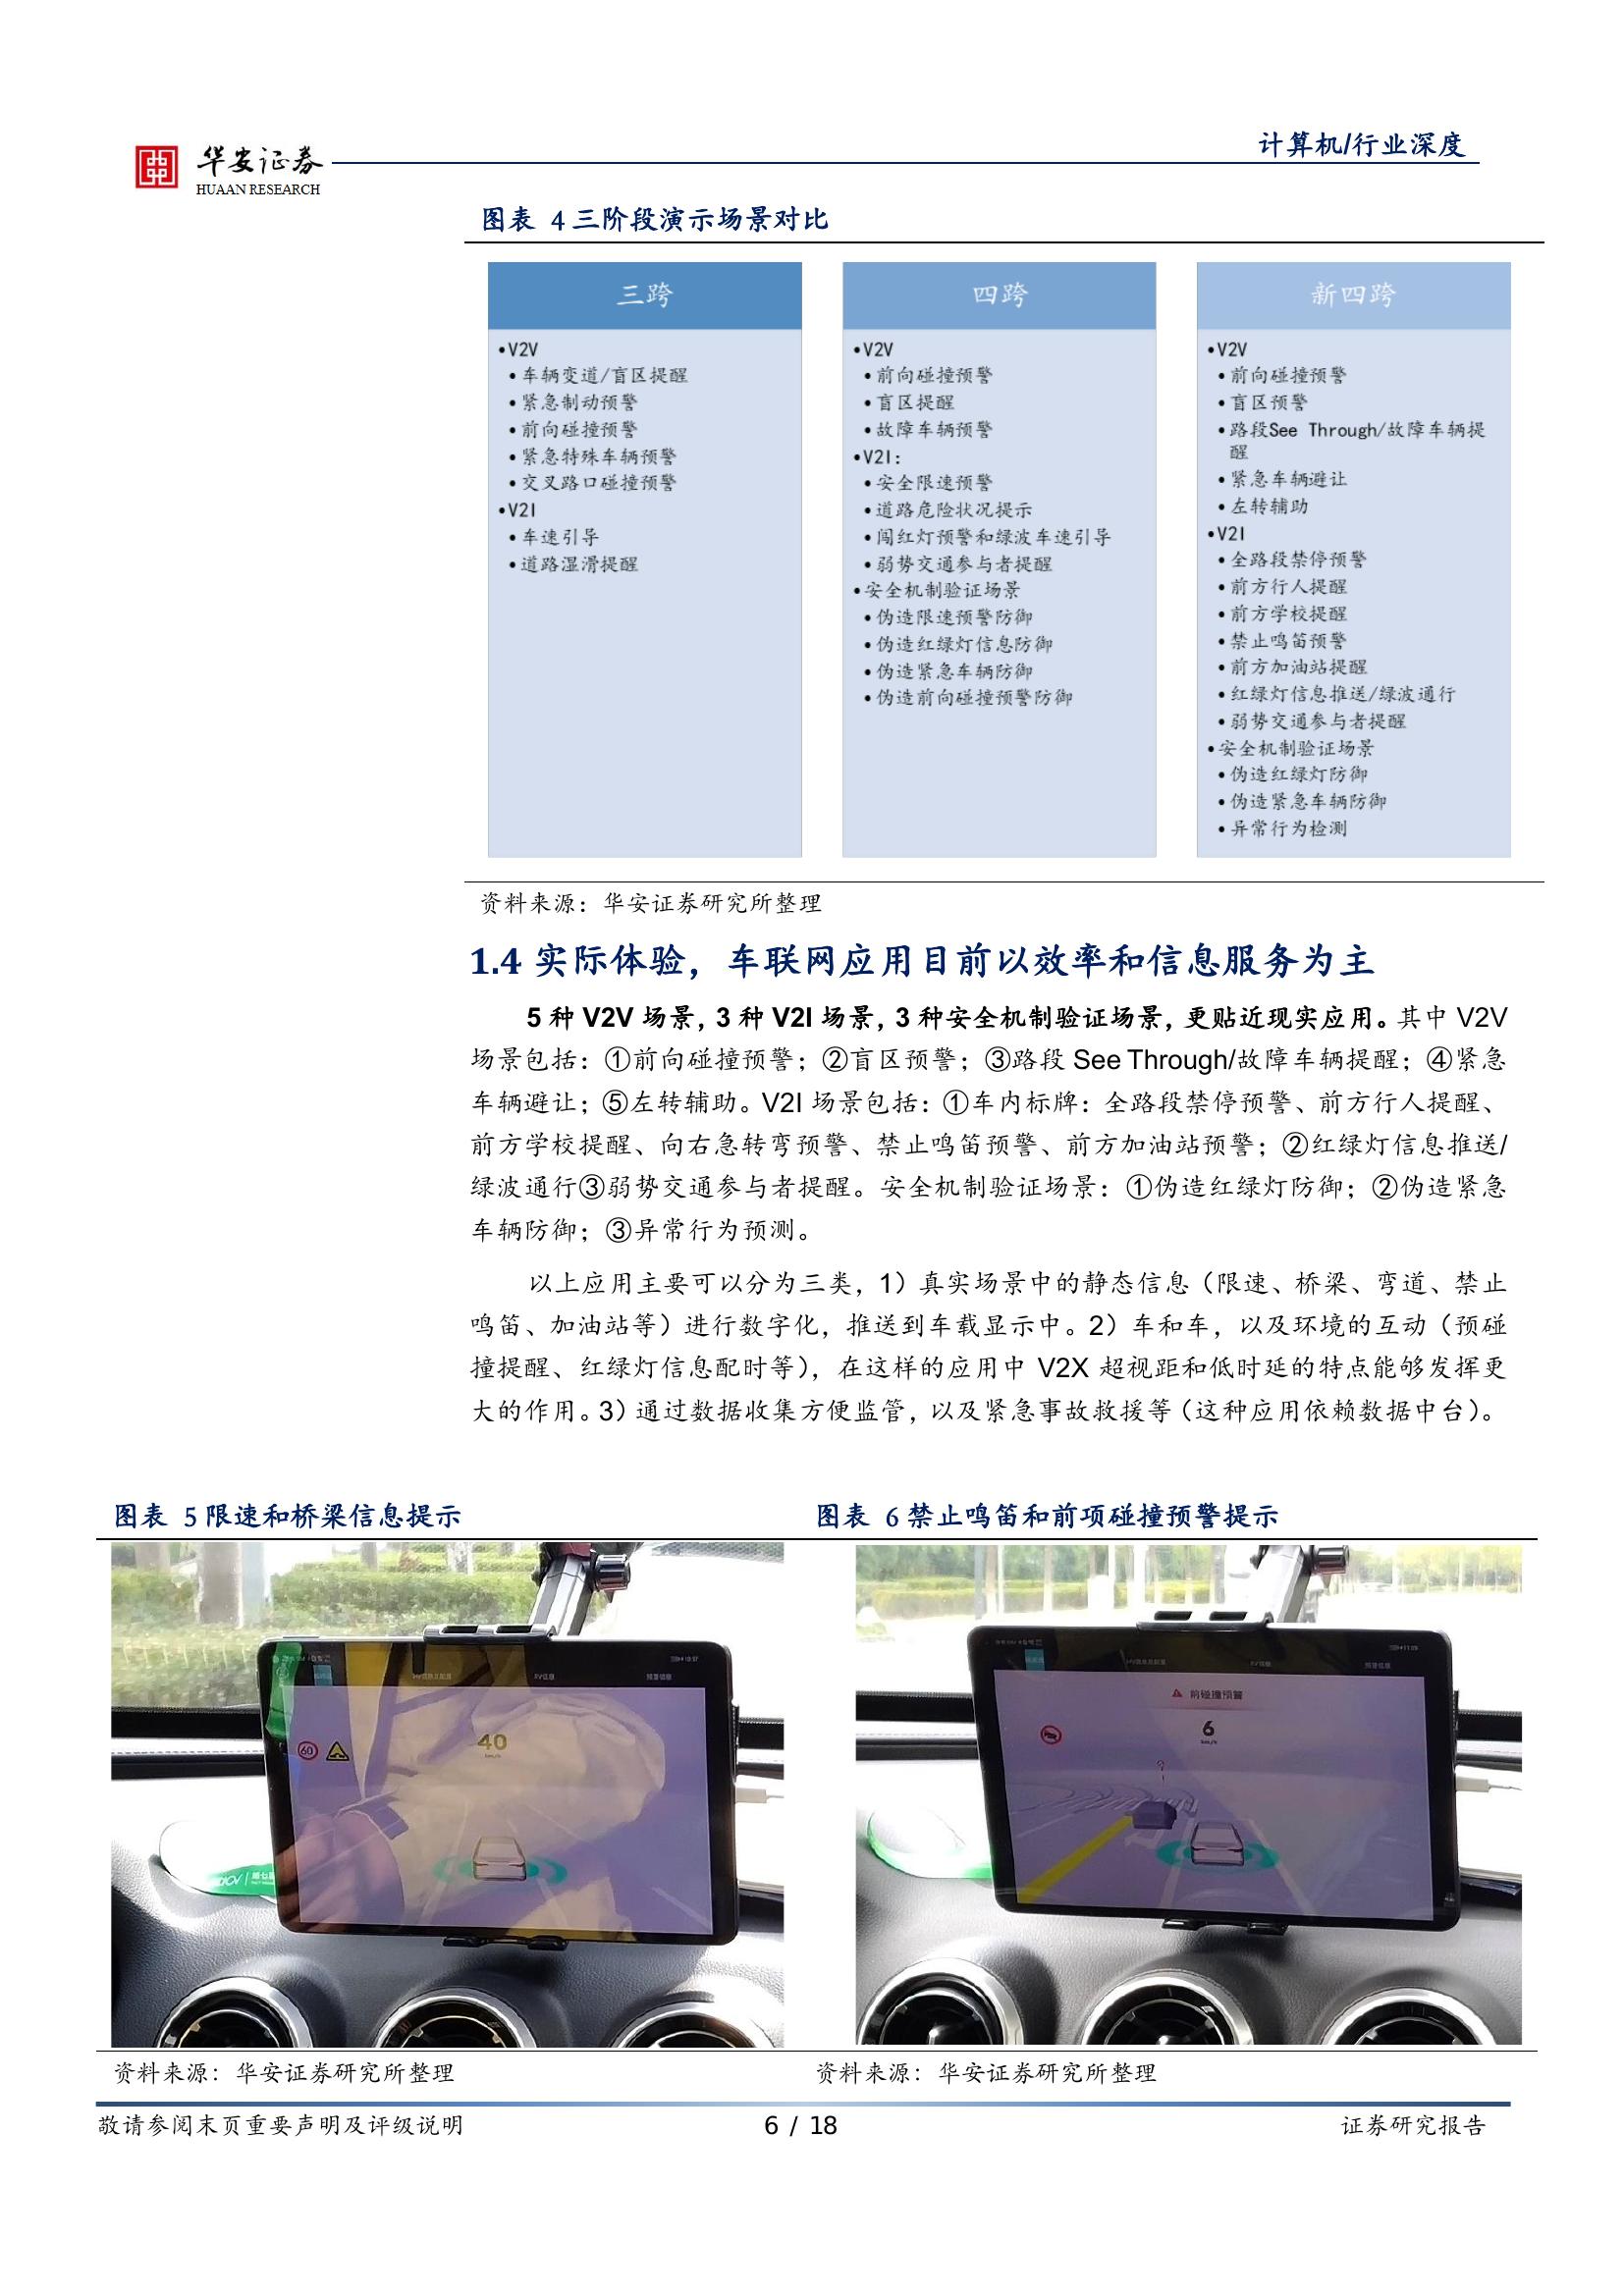 华安证券
HUAAN RESEARCH
计算机/行业深度
图表 4 三阶段演示场景对比
三跨
•V2V
•车辆变道/盲区提醒
•紧急制动预警
•前向碰撞预警
•紧急特殊车辆预警
•交叉路口碰撞预警
•V2I
•车速引导
•道路湿滑提醒
四跨
•V2V
•前向碰撞预警
•盲区提醒
•故障车辆预警
•V2I：
•安全限速预警
•道路危险状况提示
•闯红灯预警和绿波车速引导
•弱势交通参与者提醒
•安全机制验证场景
•伪造限速预警防御
•伪造红绿灯信息防御
•伪造紧急车辆防御
•伪造前向碰撞预警防御
新四跨
•V2V
•前向碰撞预警
•盲区预警
•路段See Through/故障车辆提
醒
•紧急车辆避让
•左转辅助
•V2I
•全路段禁停预警
•前方行人提醒
•前方学校提醒
•禁止鸣笛预警
•前方加油站提醒
•红绿灯信息推送/绿波通行
•弱势交通参与者提醒
•安全机制验证场景
•伪造红绿灯防御
•伪造紧急车辆防御
•异常行为检测
资料来源：华安证券研究所整理
1.4 实际体验，车联网应用目前以效率和信息服务为主
5 种 V2V 场景，3 种 V2I 场景，3 种安全机制验证场景，更贴近现实应用。其中 V2V
场景包括：①前向碰撞预警；②盲区预警；③路段 See Through/故障车辆提醒；④紧急
车辆避让；⑤左转辅助。V2I 场景包括：①车内标牌：全路段禁停预警、前方行人提醒、
前方学校提醒、向右急转弯预警、禁止鸣笛预警、前方加油站预警；②红绿灯信息推送/
绿波通行③弱势交通参与者提醒。安全机制验证场景：①伪造红绿灯防御；②伪造紧急
车辆防御；③异常行为预测。
以上应用主要可以分为三类，1）真实场景中的静态信息（限速、桥梁、弯道、禁止
鸣笛、加油站等）进行数字化，推送到车载显示中。2）车和车，以及环境的互动（预碰
撞提醒、红绿灯信息配时等），在这样的应用中 V2X 超视距和低时延的特点能够发挥更
大的作用。3）通过数据收集方便监管，以及紧急事故救援等（这种应用依赖数据中台）。
图表 5 限速和桥梁信息提示
图表 6 禁止鸣笛和前项碰撞预警提示
RV信息
预警信息
40
km/h
60
预警信息
前碰撞预警
6
km/h
资料来源：华安证券研究所整理
资料来源：华安证券研究所整理
敬请参阅末页重要声明及评级说明
6 / 18
证券研究报告